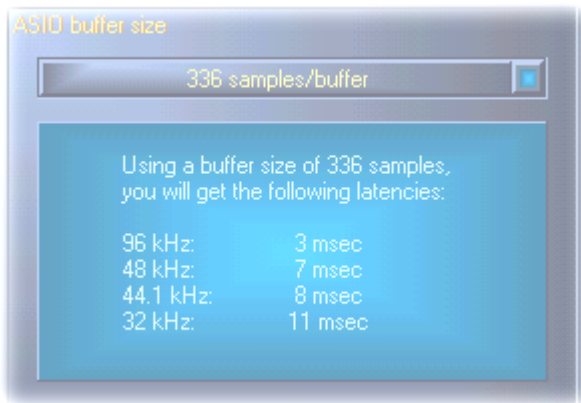 ASIO buffer size
336 samples/buffer
Using a buffer size of 336 samples,
you will get the following latencies:
96 kHz: 3 msec
48 kHz: 7 msec
44.1 kHz: 8 msec
32 kHz: 11 msec